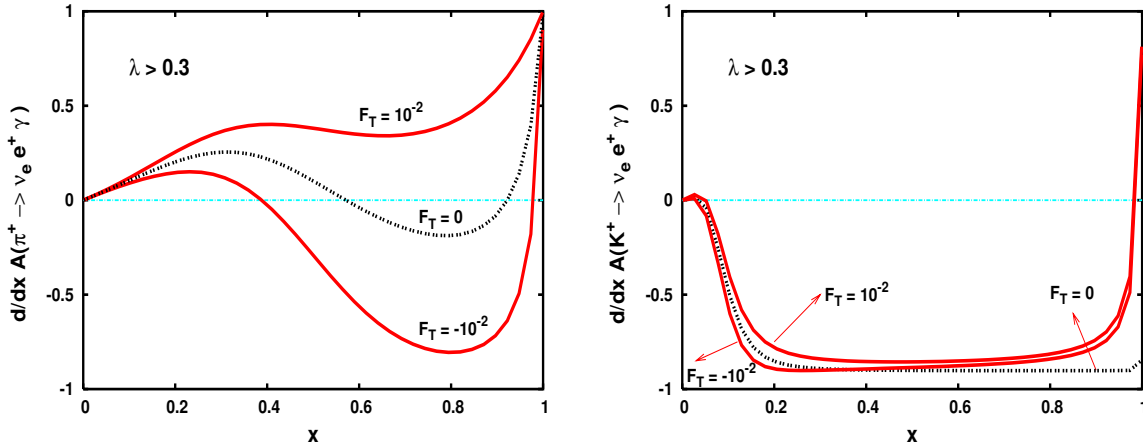 d/dx A(π⁺ –> ν_e e⁺ γ )
1
0.5
0
-0.5
-1
λ > 0.3
F_T = 10⁻²
F_T = 0
F_T = -10⁻²
0 0.2 0.4 0.6 0.8 1
x
d/dx A(K⁺ –> ν_e e⁺ γ )
1
0.5
0
-0.5
-1
λ > 0.3
F_T = 10⁻²
F_T = 0
F_T = -10⁻²
0 0.2 0.4 0.6 0.8 1
x